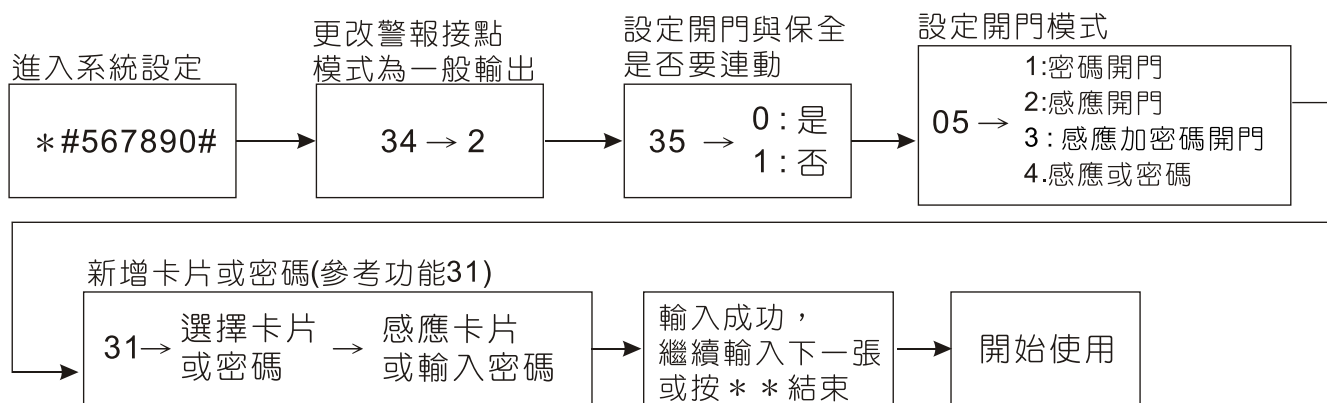 進入系統設定
＊#567890#
更改警報接點
模式為一般輸出
34 → 2
設定開門與保全
是否要連動
35 →
0 : 是
1 : 否
設定開門模式
05 →
1:密碼開門
2:感應開門
3 : 感應加密碼開門
4.感應或密碼
新增卡片或密碼(參考功能31)
31→ 選擇卡片 → 感應卡片
或密碼 或輸入密碼
輸入成功，
繼續輸入下一張
或按＊＊結束
開始使用